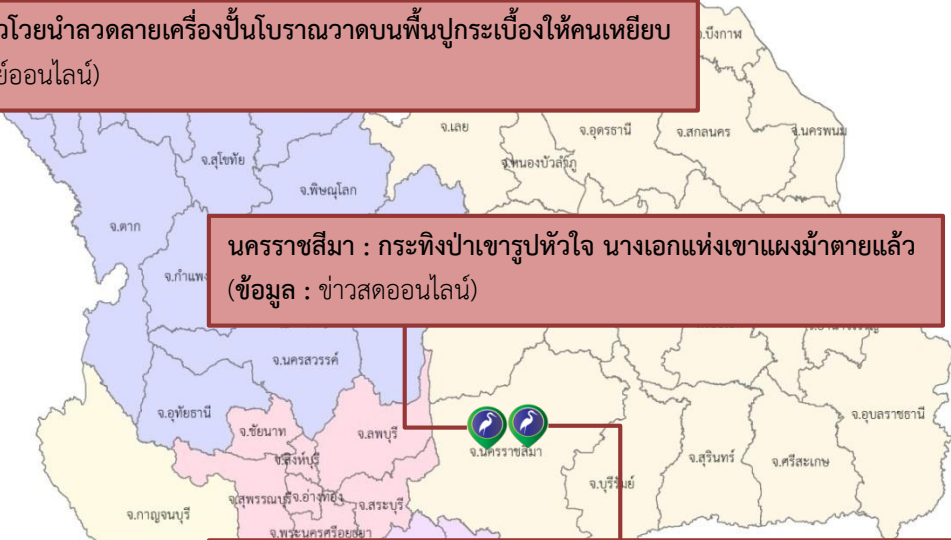 วโวยนำลวดลายเครื่องปั้นโบราณวาดบนพื้นปูกระเบื้องให้คนเหยียบ
ย์ออนไลน์)
.บึงกาฬ
จ.เลย
จ.อุดรธานี
จ.สกลนคร
จ.นครพนม
จ.สุโขทัย
จ.หนองบัวลำภู
จ.พิษณุโลก
จ.ตาก
นครราชสีมา : กระทิงป่าเขารูปหัวใจ นางเอกแห่งเขาแผงม้าตายแล้ว
(ข้อมูล : ข่าวสดออนไลน์)
จ.กำแพง
จ.นครสวรรค์
จ.อุทัยธานี
จ.ชัยนาท
จ.ลพบุรี
จ.อุบลราชธานี
จ.นครราชสีมา
จ.สิงห์บุรี
จ.สุรินทร์
จ.ศรีสะเกษ
จ.บุรีรัมย์
จ.สุพรรณบุรี
จ.อ่างทอง
จ.สระบุรี
จ.กาญจนบุรี
จ.พระนครศรีอยุธยา